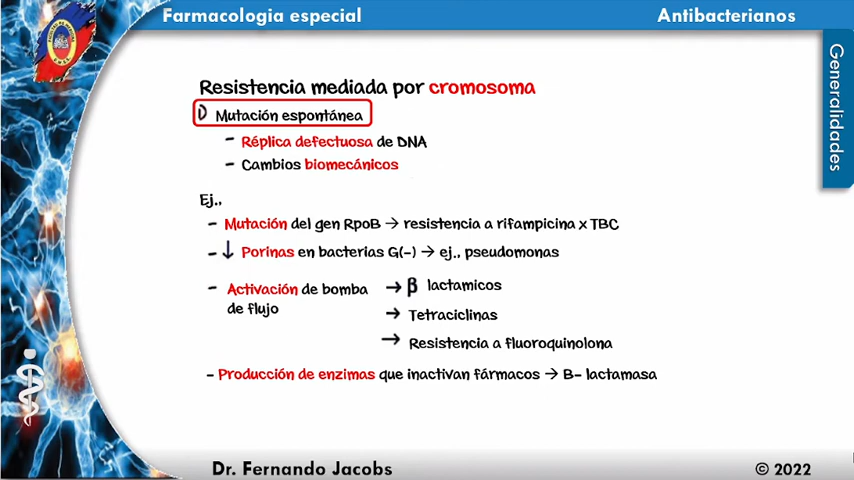 Farmacologia especial
Antibacterianos
Generalidades
Resistencia mediada por cromosoma
D Mutación espontánea
- Réplica defectuosa de DNA
- Cambios biomecánicos
Ej.,
- Mutación del gen RpoB → resistencia a rifampicina x TBC
- ↓ Porinas en bacterias G(-) → ej., pseudomonas
- Activación de bomba de flujo
→ β lactamicos
→ Tetraciclinas
→ Resistencia a fluoroquinolona
- Producción de enzimas que inactivan fármacos → B- lactamasa
Dr. Fernando Jacobs
© 2022